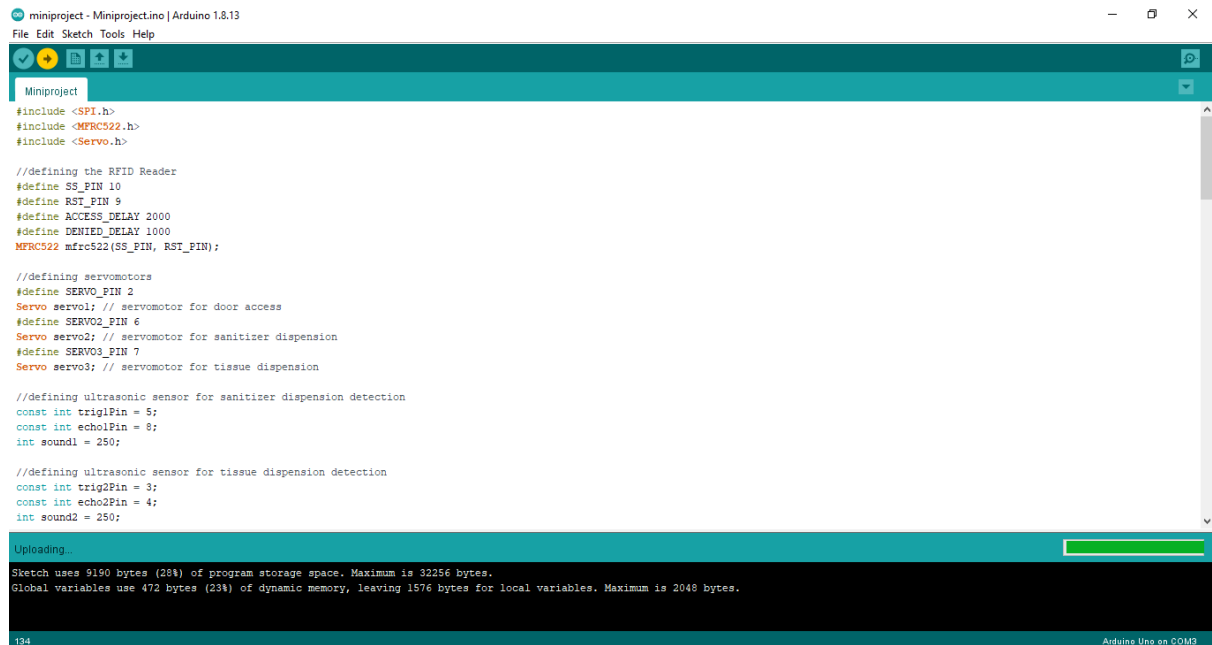 miniproject - Miniproject.ino | Arduino 1.8.13
File Edit Sketch Tools Help
Miniproject
#include <SPI.h>
#include <MFRC522.h>
#include <Servo.h>
//defining the RFID Reader
#define SS_PIN 10
#define RST_PIN 9
#define ACCESS_DELAY 2000
#define DENIED_DELAY 1000
MFRC522 mfrc522(SS_PIN, RST_PIN);
//defining servomotors
#define SERVO_PIN 2
Servo servo1; // servomotor for door access
#define SERVO2_PIN 6
Servo servo2; // servomotor for sanitizer dispension
#define SERVO3_PIN 7
Servo servo3; // servomotor for tissue dispension
//defining ultrasonic sensor for sanitizer dispension detection
const int trig1Pin = 5;
const int echo1Pin = 8;
int sound1 = 250;
//defining ultrasonic sensor for tissue dispension detection
const int trig2Pin = 3;
const int echo2Pin = 4;
int sound2 = 250;
Uploading...
Sketch uses 9190 bytes (28%) of program storage space. Maximum is 32256 bytes.
Global variables use 472 bytes (23%) of dynamic memory, leaving 1576 bytes for local variables. Maximum is 2048 bytes.
134
Arduino Uno on COM3